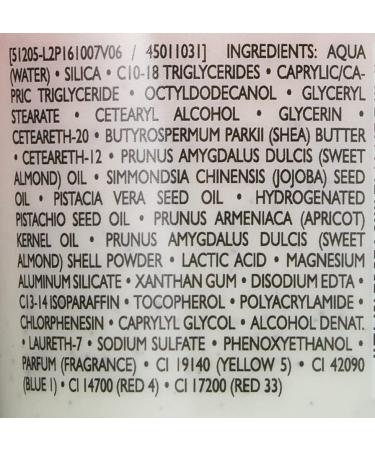 [51205-L2P161007V06 / 45011031] INGREDIENTS: AQUA
(WATER) • SILICA • C10-18 TRIGLYCERIDES • CAPRYLIC/CA-
PRIC TRIGLYCERIDE • OCTYLDODECANOL • GLYCERYL
STEARATE • CETEARYL ALCOHOL • GLYCERIN •
CETEARETH-20 • BUTYROSPERMUM PARKII (SHEA) BUTTER
• CETEARETH-12 • PRUNUS AMYGDALUS DULCIS (SWEET
ALMOND) OIL • SIMMONDSIA CHINENSIS (JOJOBA) SEED
OIL • PISTACIA VERA SEED OIL • HYDROGENATED
PISTACHIO SEED OIL • PRUNUS ARMENIACA (APRICOT)
KERNEL OIL • PRUNUS AMYGDALUS DULCIS (SWEET
ALMOND) SHELL POWDER • LACTIC ACID • MAGNESIUM
ALUMINUM SILICATE • XANTHAN GUM • DISODIUM EDTA •
C13-14 ISOPARAFFIN • TOCOPHEROL • POLYACRYLAMIDE •
CHLORPHENESIN • CAPRYLYL GLYCOL • ALCOHOL DENAT.
• LAURETH-7 • SODIUM SULFATE • PHENOXYETHANOL •
PARFUM (FRAGRANCE) • CI 19140 (YELLOW 5) • CI 42090
(BLUE 1) • CI 14700 (RED 4) • CI 17200 (RED 33)